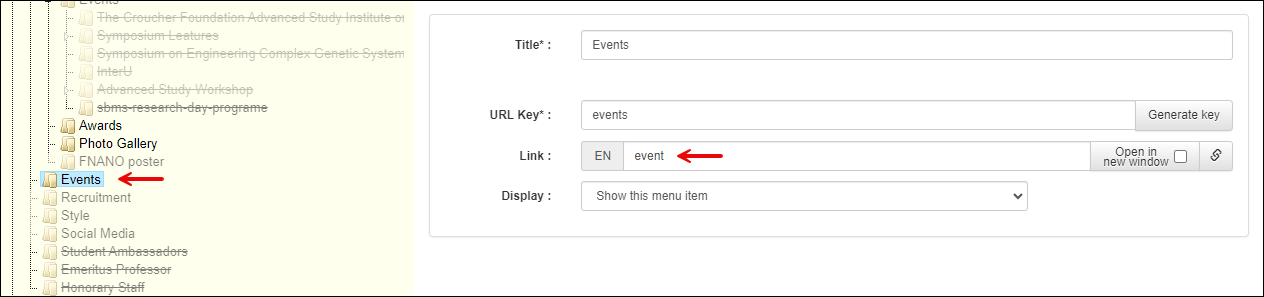 Events
The Croucher Foundation Advanced Study Institute on
Symposium Leatures
Symposium on Engineering Complex Genetic System
InterU
Advanced Study Workshop
sbms-research-day-programe
Awards
Photo Gallery
FNANO poster
Events
Recruitment
Style
Social Media
Student Ambassadors
Emeritus Professor
Honorary Staff
Title* : Events
URL Key* : events Generate key
Link : EN event Open in
new window
Display : Show this menu item